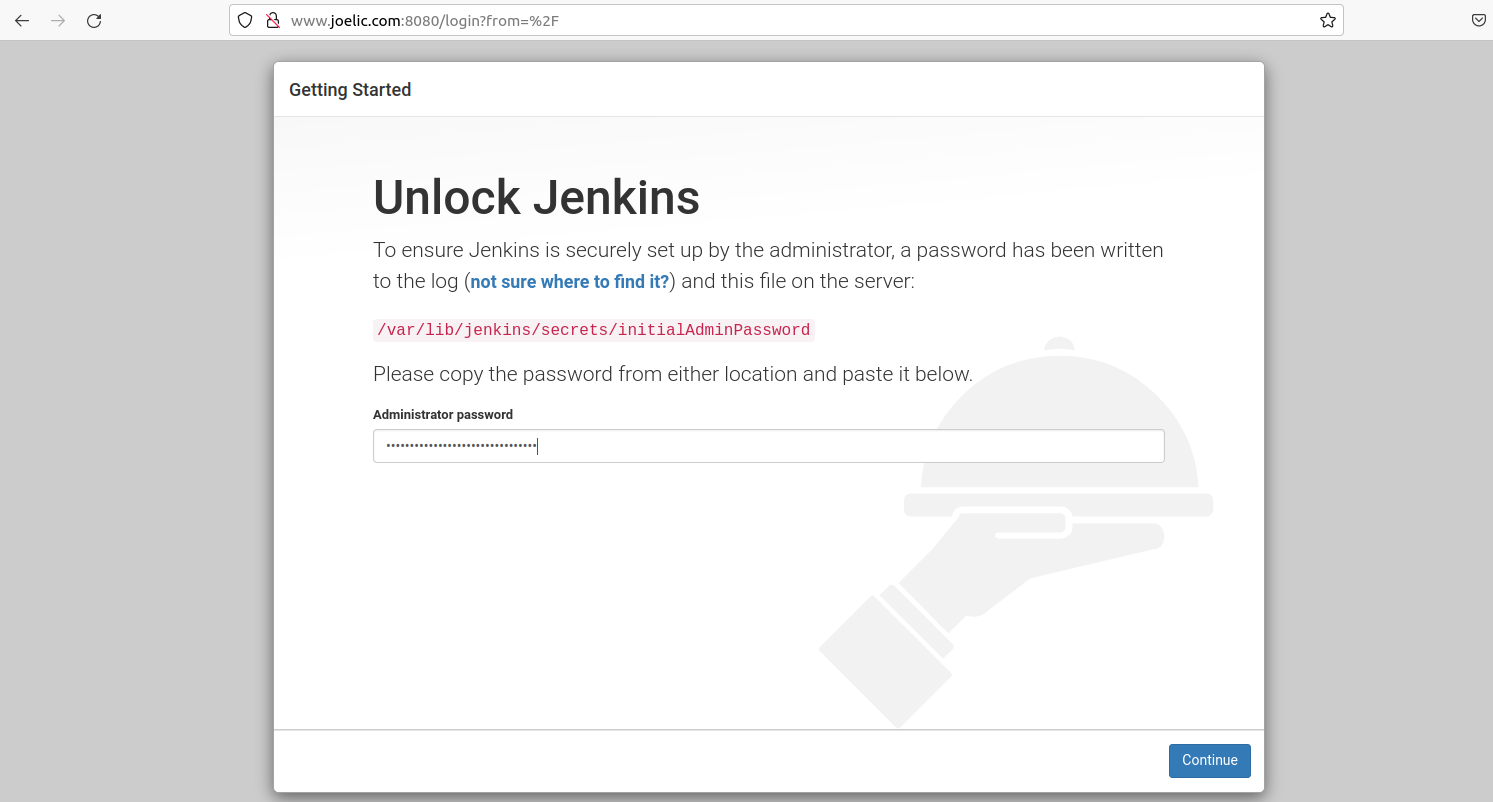 www.joelic.com:8080/login?from=%2F
Getting Started
Unlock Jenkins
To ensure Jenkins is securely set up by the administrator, a password has been written
to the log (not sure where to find it?) and this file on the server:
/var/lib/jenkins/secrets/initialAdminPassword
Please copy the password from either location and paste it below.
Administrator password
••••••••••••••••••••••••••••••••
Continue